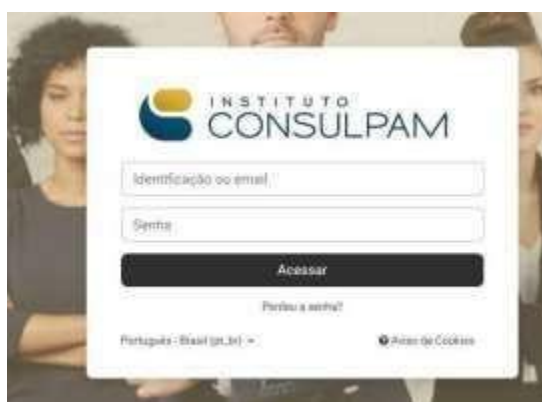 INSTITUTO
CONSULPAM
Identificação ou email
Senha
Acessar
Perdeu a senha?
Português - Brasil (pt_br)
Aviso de Cookies